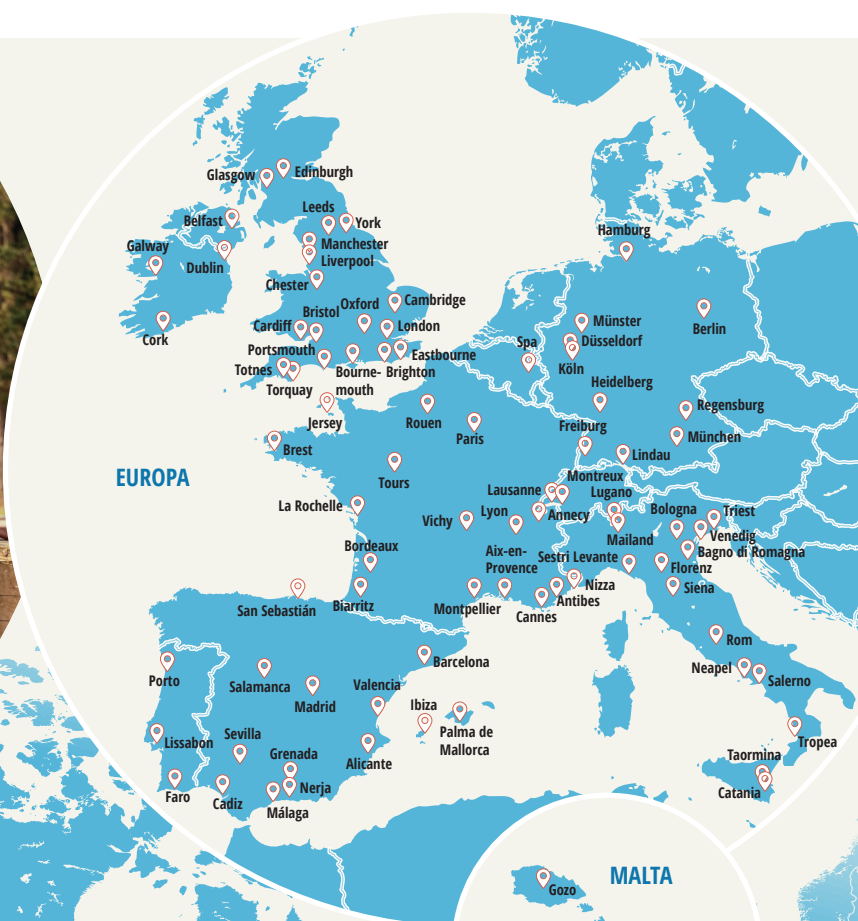 Glasgow
Edinburgh
Leeds
York
Belfast
Manchester
Galway
Liverpool
Dublin
Chester
Hamburg
Cork
Cardiff
Bristol
Oxford
Cambridge
London
Portsmouth
Eastbourne
Totnes
Bourne-
mouth
Brighton
Torquay
Jersey
Münster
Berlin
Düsseldorf
Spa
Köln
Heidelberg
Rouen
Regensburg
Paris
Freiburg
München
Brest
Lindau
EUROPA
Tours
Montreux
Lausanne
Lugano
La Rochelle
Lyon
Annecy
Bologna
Triest
Vichy
Venedig
Mailand
Bordeaux
Aix-en-
Provence
Sestri Levante
Bagno di Romagna
Florenz
Nizza
Siena
San Sebastián
Biarritz
Montpellier
Antibes
Cannes
Rom
Barcelona
Neapel
Porto
Salamanca
Salerno
Valencia
Madrid
Ibiza
Palma de
Mallorca
Lissabon
Sevilla
Tropea
Grenada
Alicante
Taormina
Nerja
Catania
Faro
Cadiz
Málaga
MALTA
Gozo